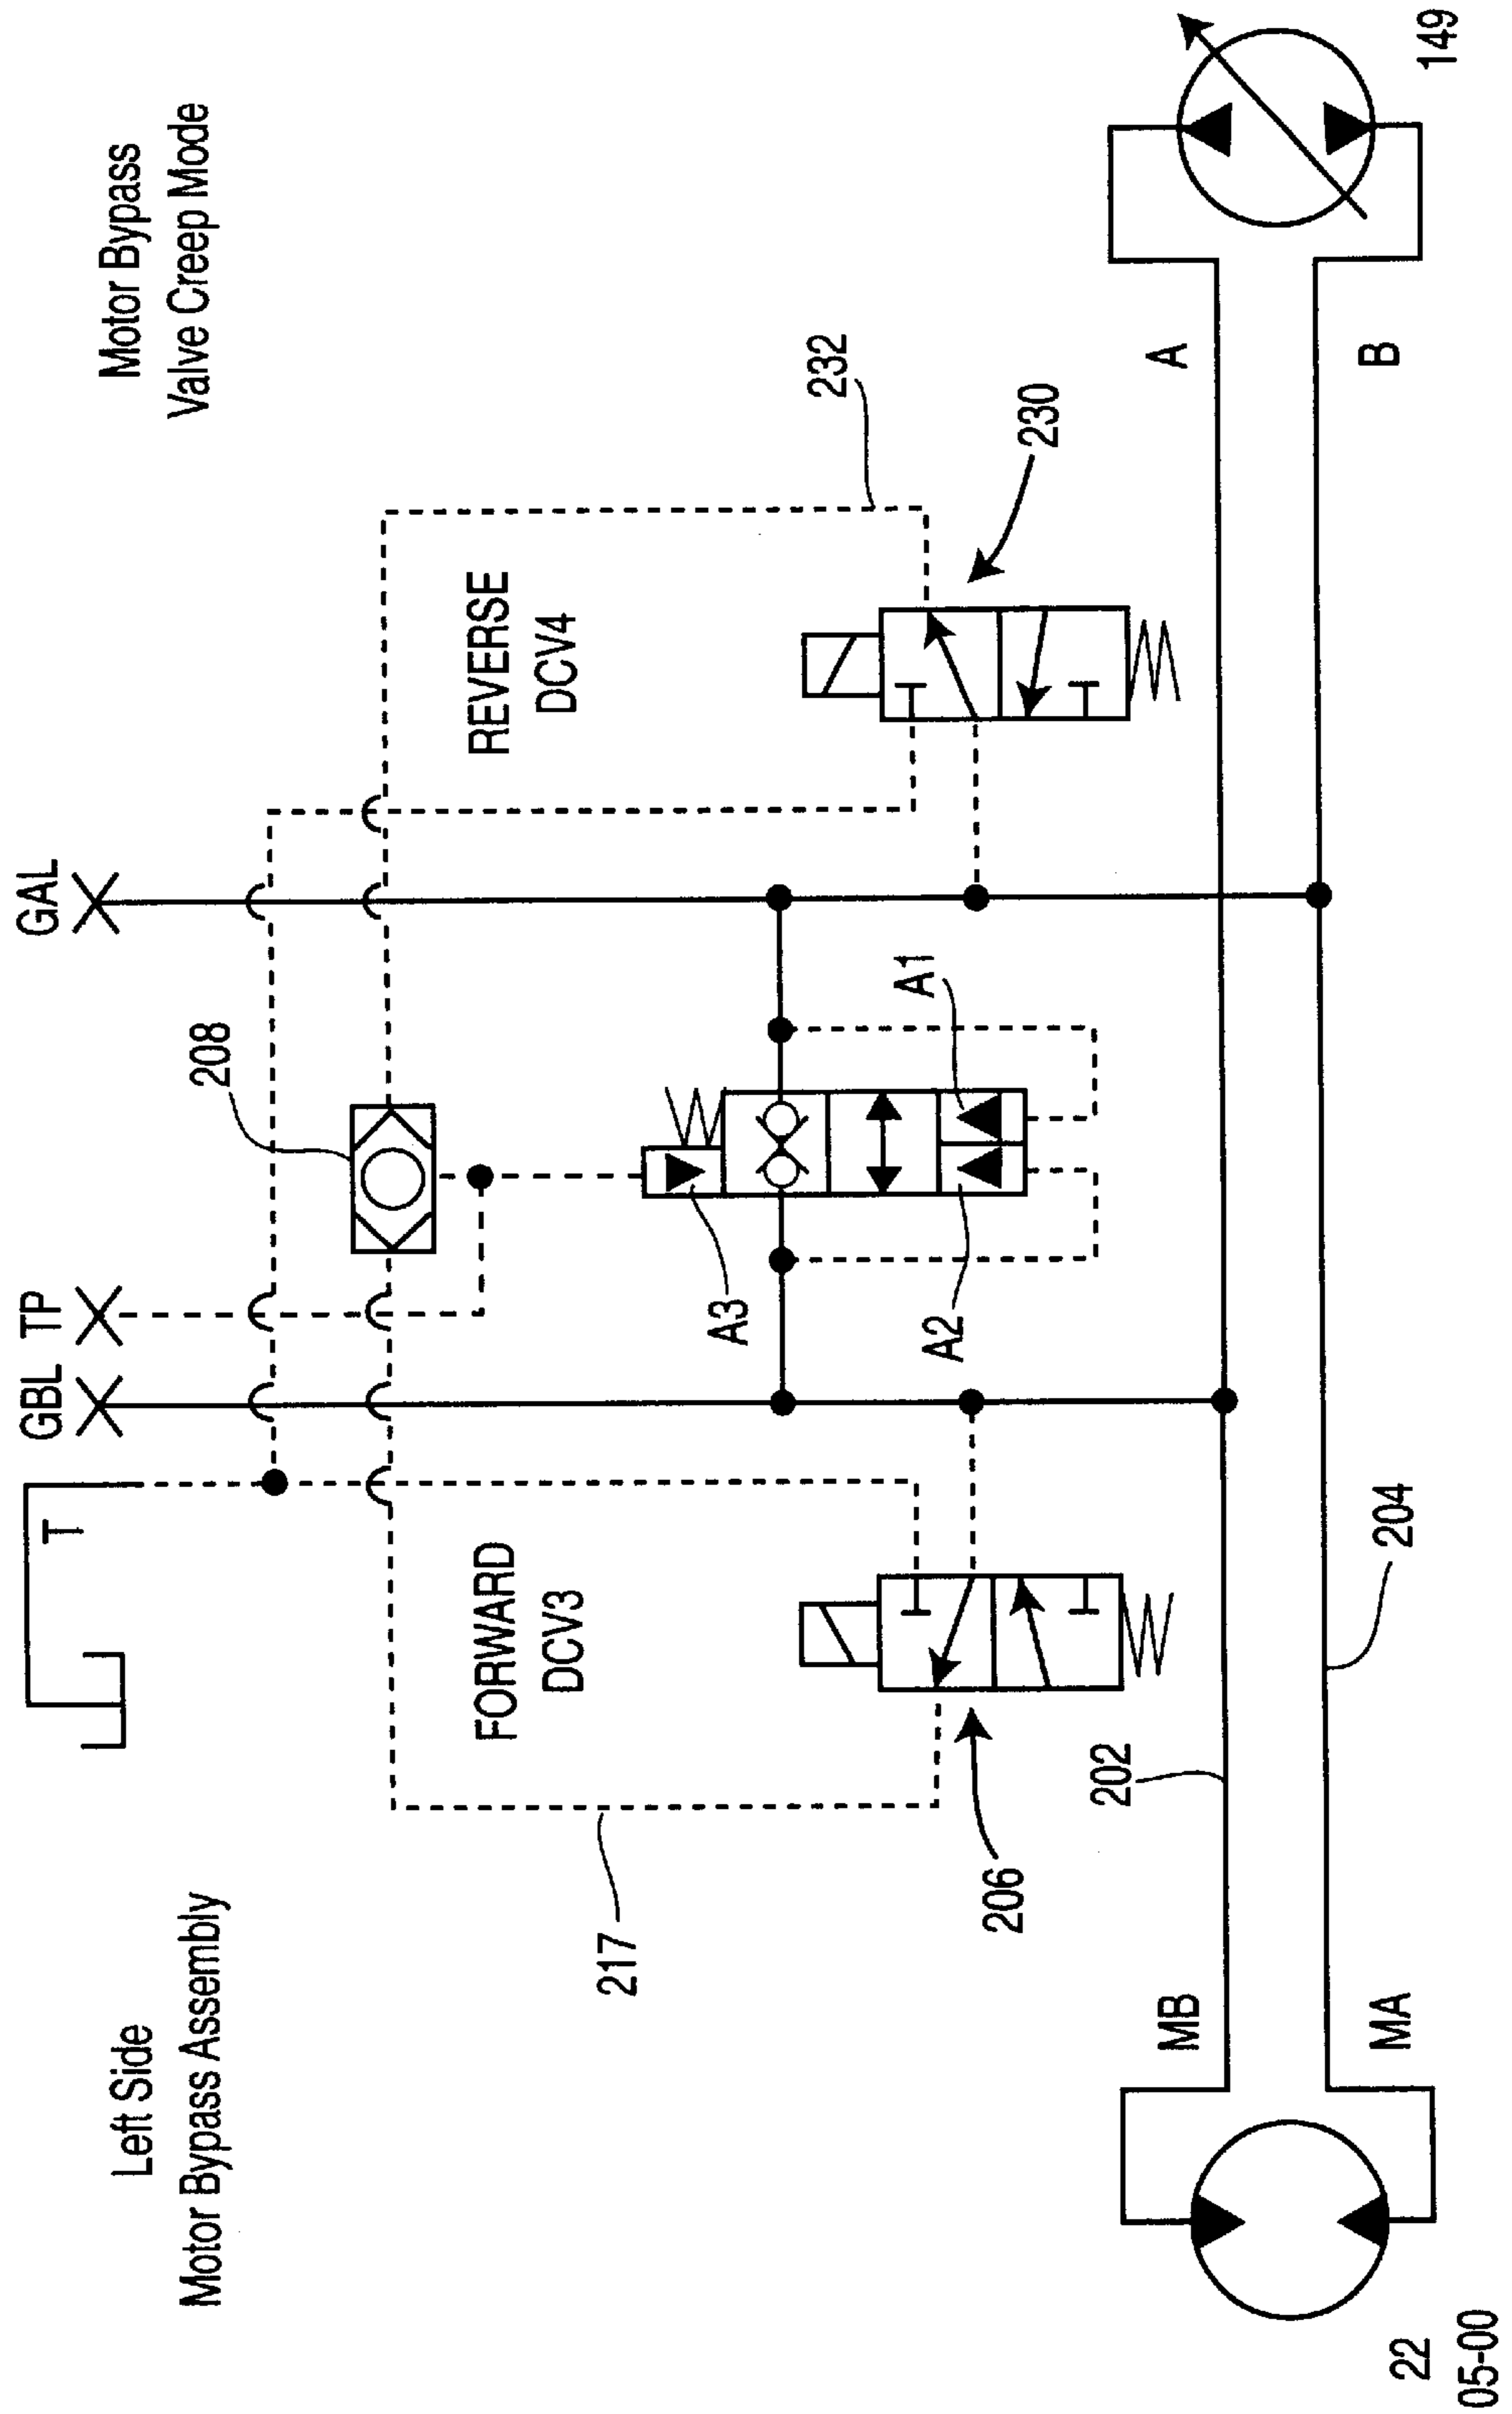 Left Side
Motor Bypass Assembly
Motor Bypass
Valve Creep Mode
T
GBL
TP
GAL
208
217
FORWARD
DCV3
REVERSE
DCV4
232
A3
A2
A1
206
230
202
204
MB
MA
A
B
22
05-00
149